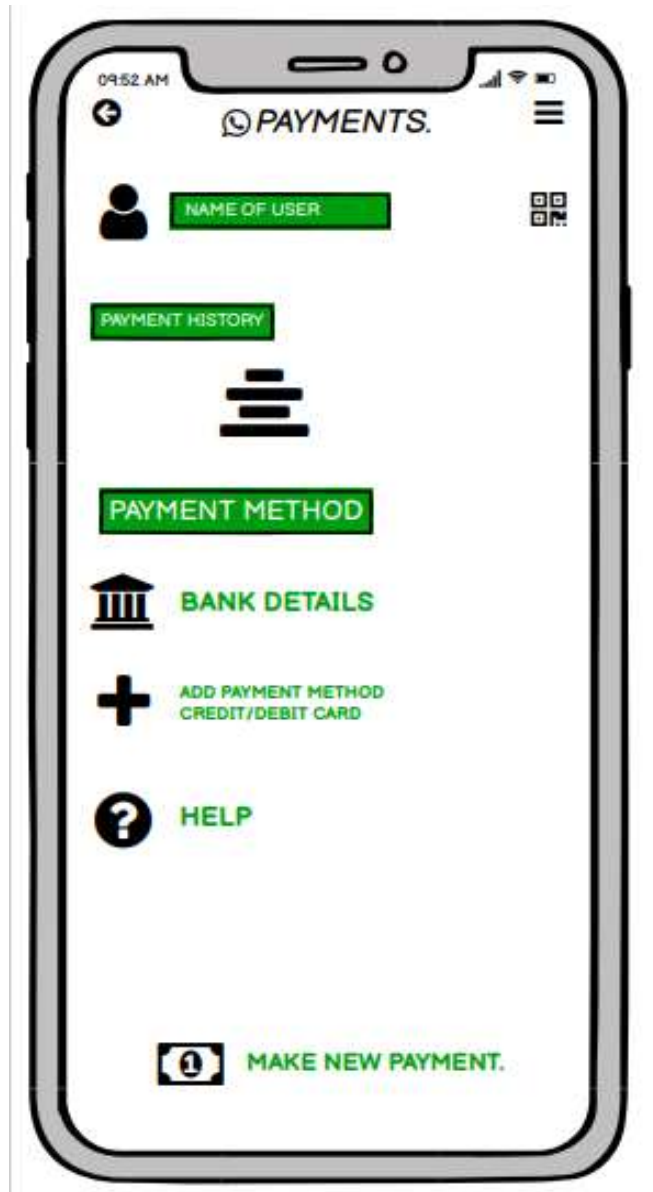 09:52 AM
PAYMENTS.
NAME OF USER
PAYMENT HISTORY
PAYMENT METHOD
BANK DETAILS
ADD PAYMENT METHOD
CREDIT/DEBIT CARD
HELP
1
MAKE NEW PAYMENT.